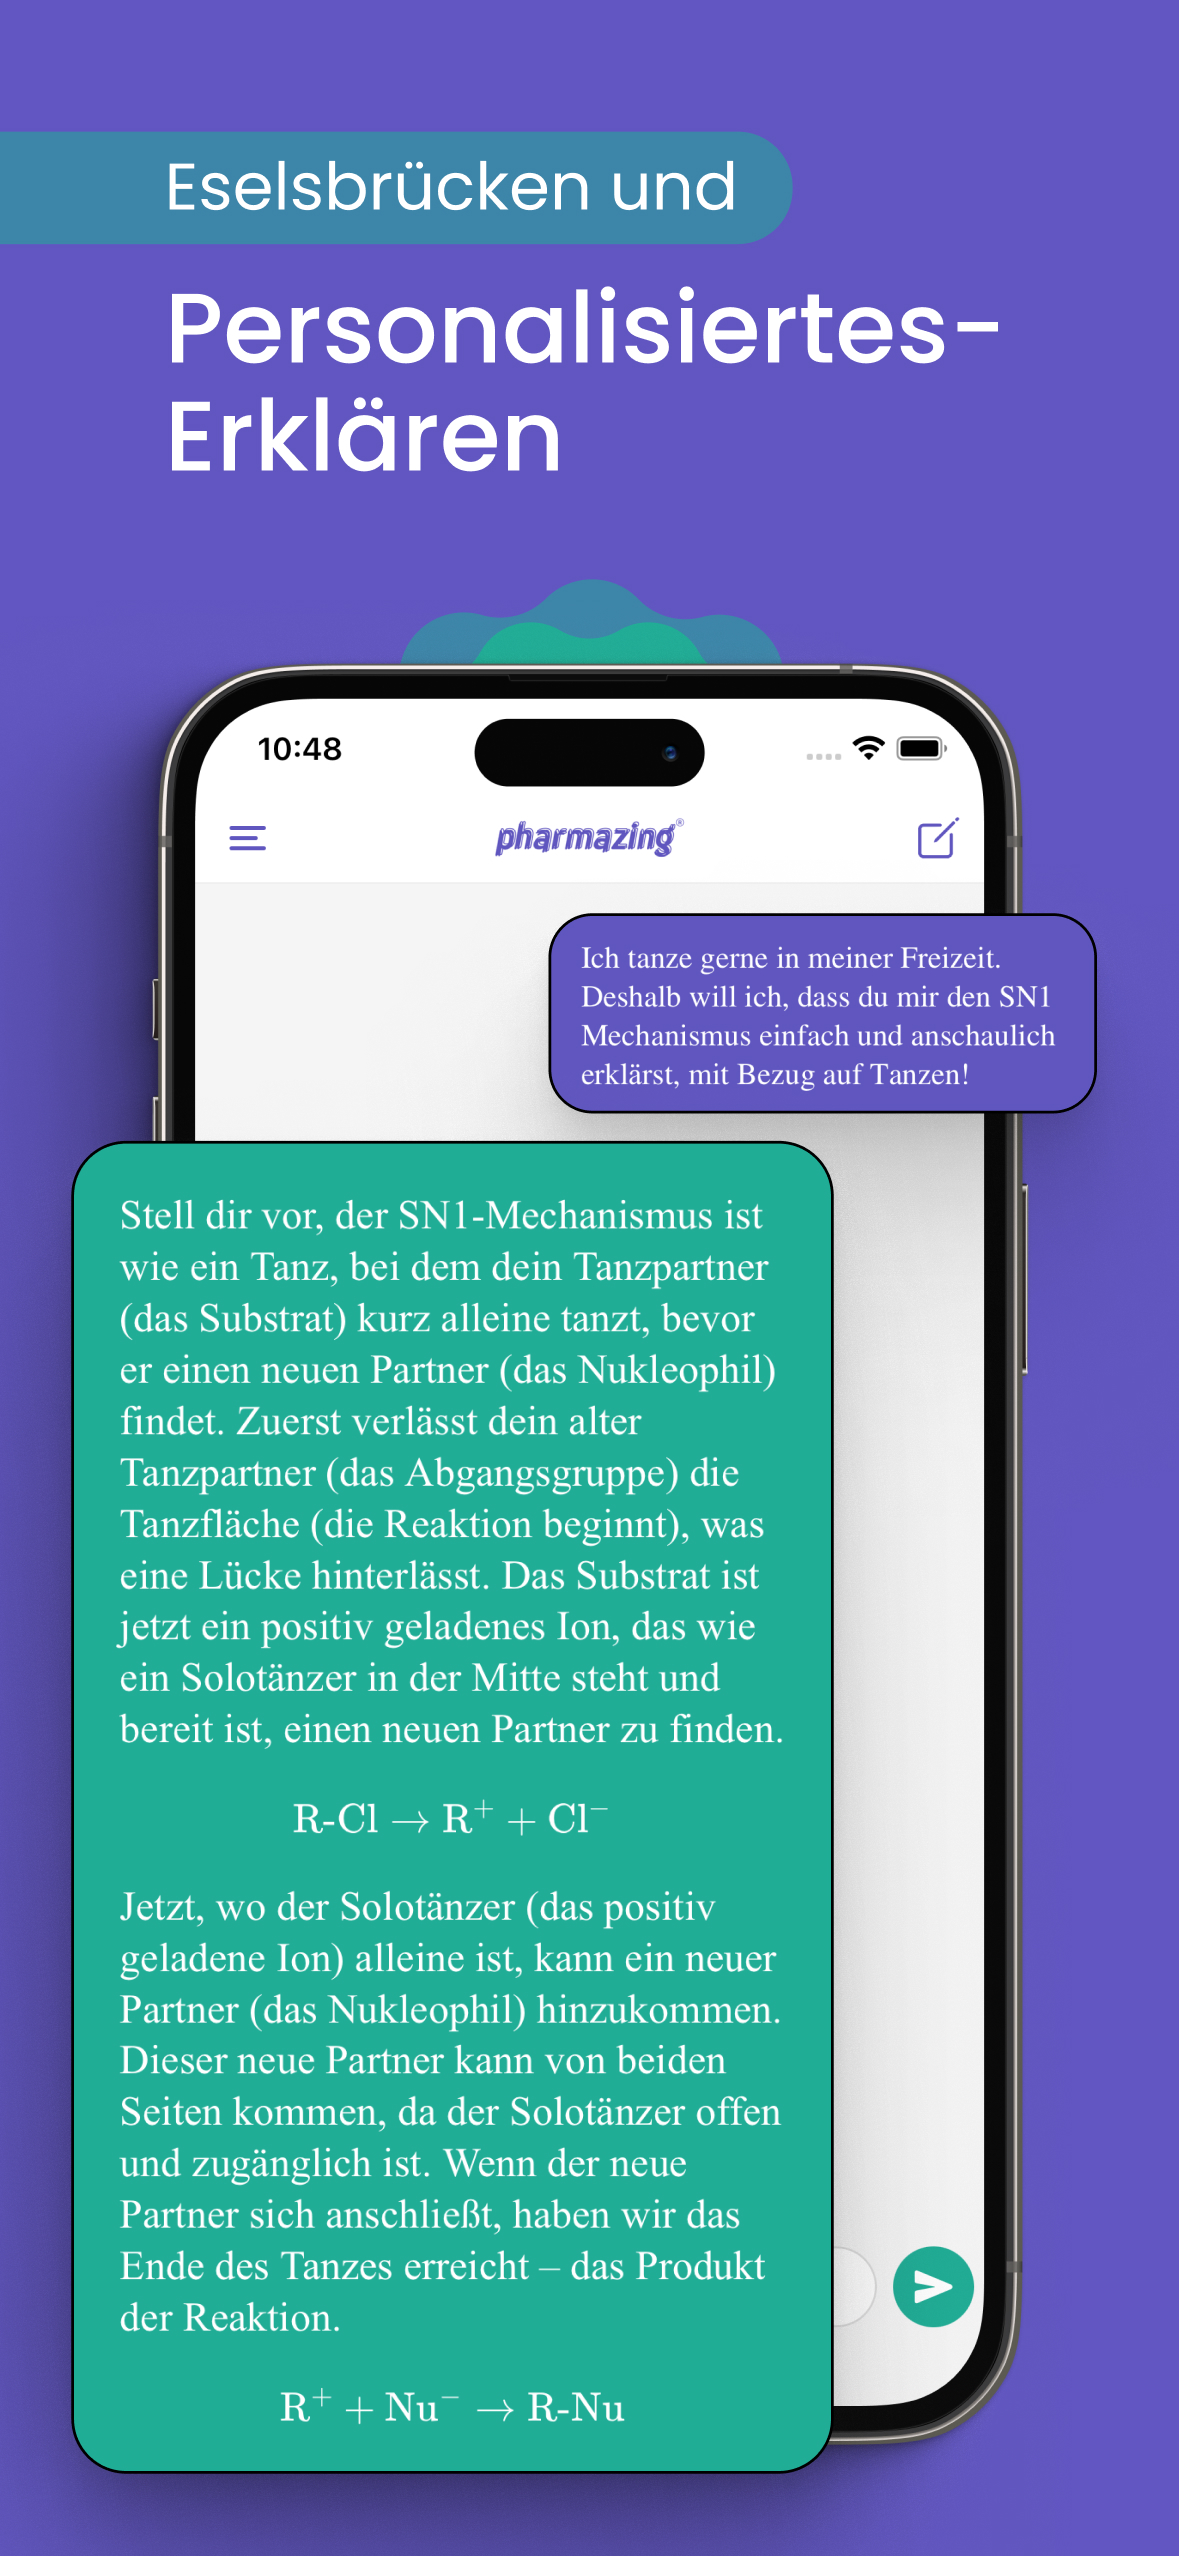 Eselsbrücken und
Personalisiertes-
Erklären
10:48
pharmazing®
Ich tanze gerne in meiner Freizeit.
Deshalb will ich, dass du mir den SN1
Mechanismus einfach und anschaulich
erklärst, mit Bezug auf Tanzen!
Stell dir vor, der SN1-Mechanismus ist
wie ein Tanz, bei dem dein Tanzpartner
(das Substrat) kurz alleine tanzt, bevor
er einen neuen Partner (das Nukleophil)
findet. Zuerst verlässt dein alter
Tanzpartner (das Abgangsgruppe) die
Tanzfläche (die Reaktion beginnt), was
eine Lücke hinterlässt. Das Substrat ist
jetzt ein positiv geladenes Ion, das wie
ein Solotänzer in der Mitte steht und
bereit ist, einen neuen Partner zu finden.
R-Cl → R⁺ + Cl⁻
Jetzt, wo der Solotänzer (das positiv
geladene Ion) alleine ist, kann ein neuer
Partner (das Nukleophil) hinzukommen.
Dieser neue Partner kann von beiden
Seiten kommen, da der Solotänzer offen
und zugänglich ist. Wenn der neue
Partner sich anschließt, haben wir das
Ende des Tanzes erreicht – das Produkt
der Reaktion.
R⁺ + Nu⁻ → R-Nu